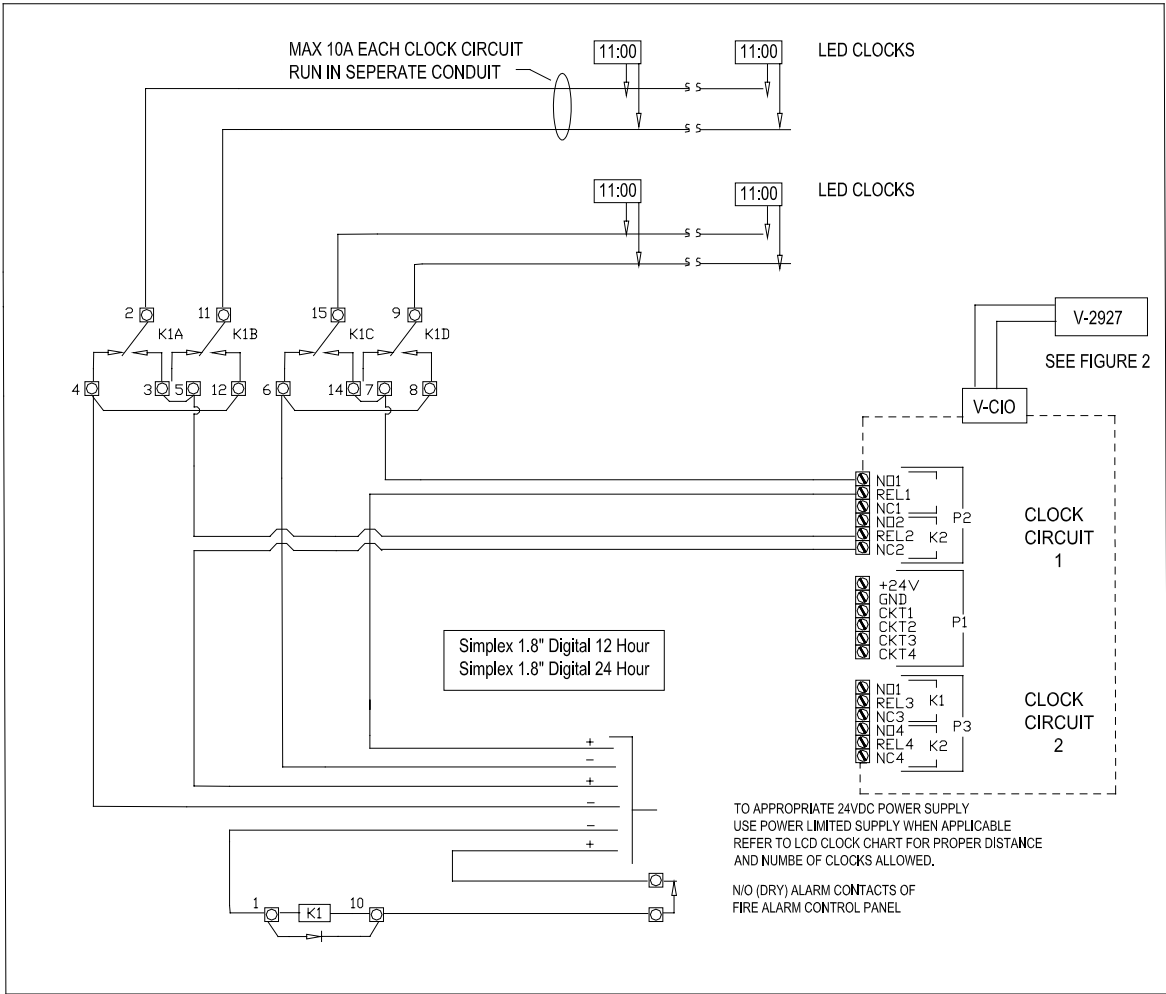 MAX 10A EACH CLOCK CIRCUIT
RUN IN SEPERATE CONDUIT
11:00
11:00
LED CLOCKS
S S
S S
11:00
11:00
LED CLOCKS
S S
S S
2
11
15
9
K1A
K1B
K1C
K1D
4
3
5
12
6
14
7
8
V-2927
SEE FIGURE 2
V-CIO
NO1
REL1
NC1
NO2
REL2
NC2
P2
K2
CLOCK
CIRCUIT
1
+24V
GND
CKT1
CKT2
CKT3
CKT4
P1
NO1
REL3
NC3
NO4
REL4
NC4
K1
P3
K2
CLOCK
CIRCUIT
2
Simplex 1.8" Digital 12 Hour
Simplex 1.8" Digital 24 Hour
+
−
+
−
−
+
TO APPROPRIATE 24VDC POWER SUPPLY
USE POWER LIMITED SUPPLY WHEN APPLICABLE
REFER TO LCD CLOCK CHART FOR PROPER DISTANCE
AND NUMBE OF CLOCKS ALLOWED.
N/O (DRY) ALARM CONTACTS OF
FIRE ALARM CONTROL PANEL
1
K1
10